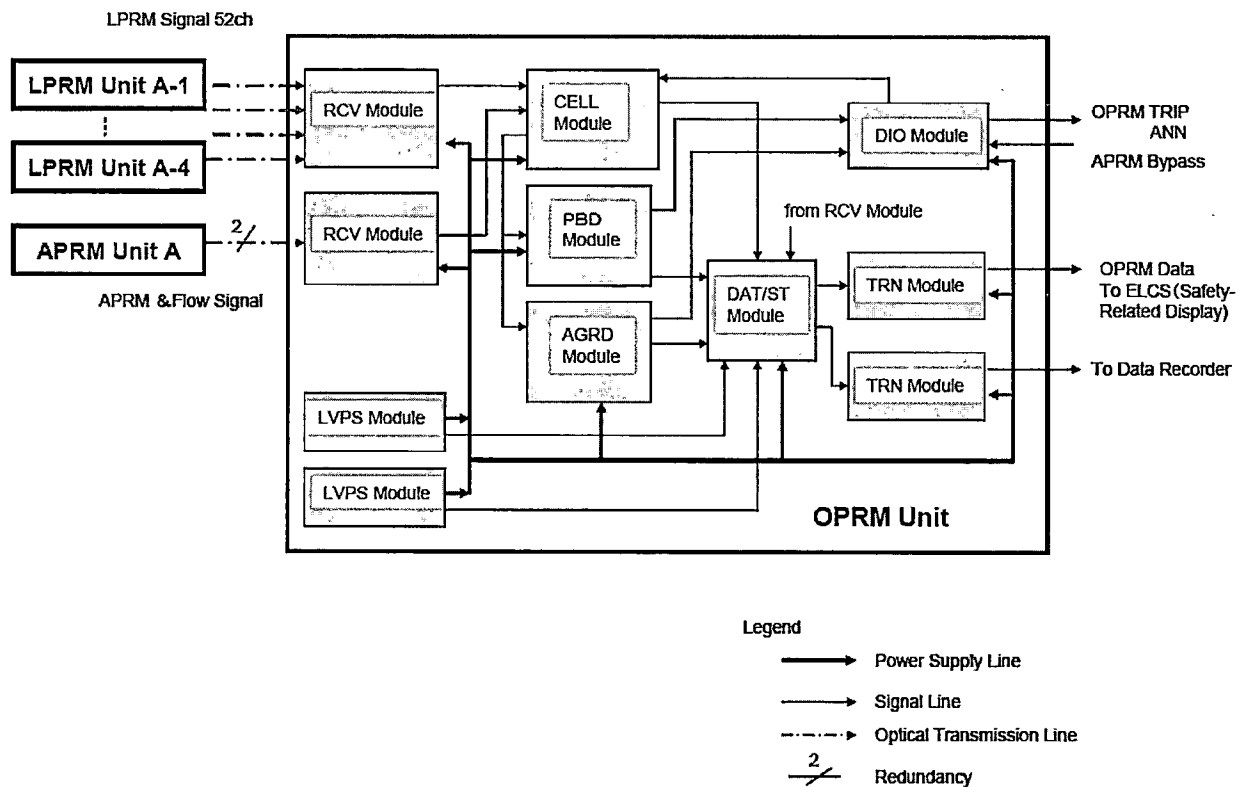 LPRM Signal 52ch
LPRM Unit A-1
LPRM Unit A-4
APRM Unit A
2
APRM &Flow Signal
RCV Module
RCV Module
LVPS Module
LVPS Module
CELL
Module
PBD
Module
AGRD
Module
from RCV Module
DAT/ST
Module
DIO Module
TRN Module
TRN Module
OPRM Unit
OPRM TRIP
ANN
APRM Bypass
OPRM Data
To ELCS(Safety-
Related Display)
To Data Recorder
Legend
Power Supply Line
Signal Line
Optical Transmission Line
2
Redundancy